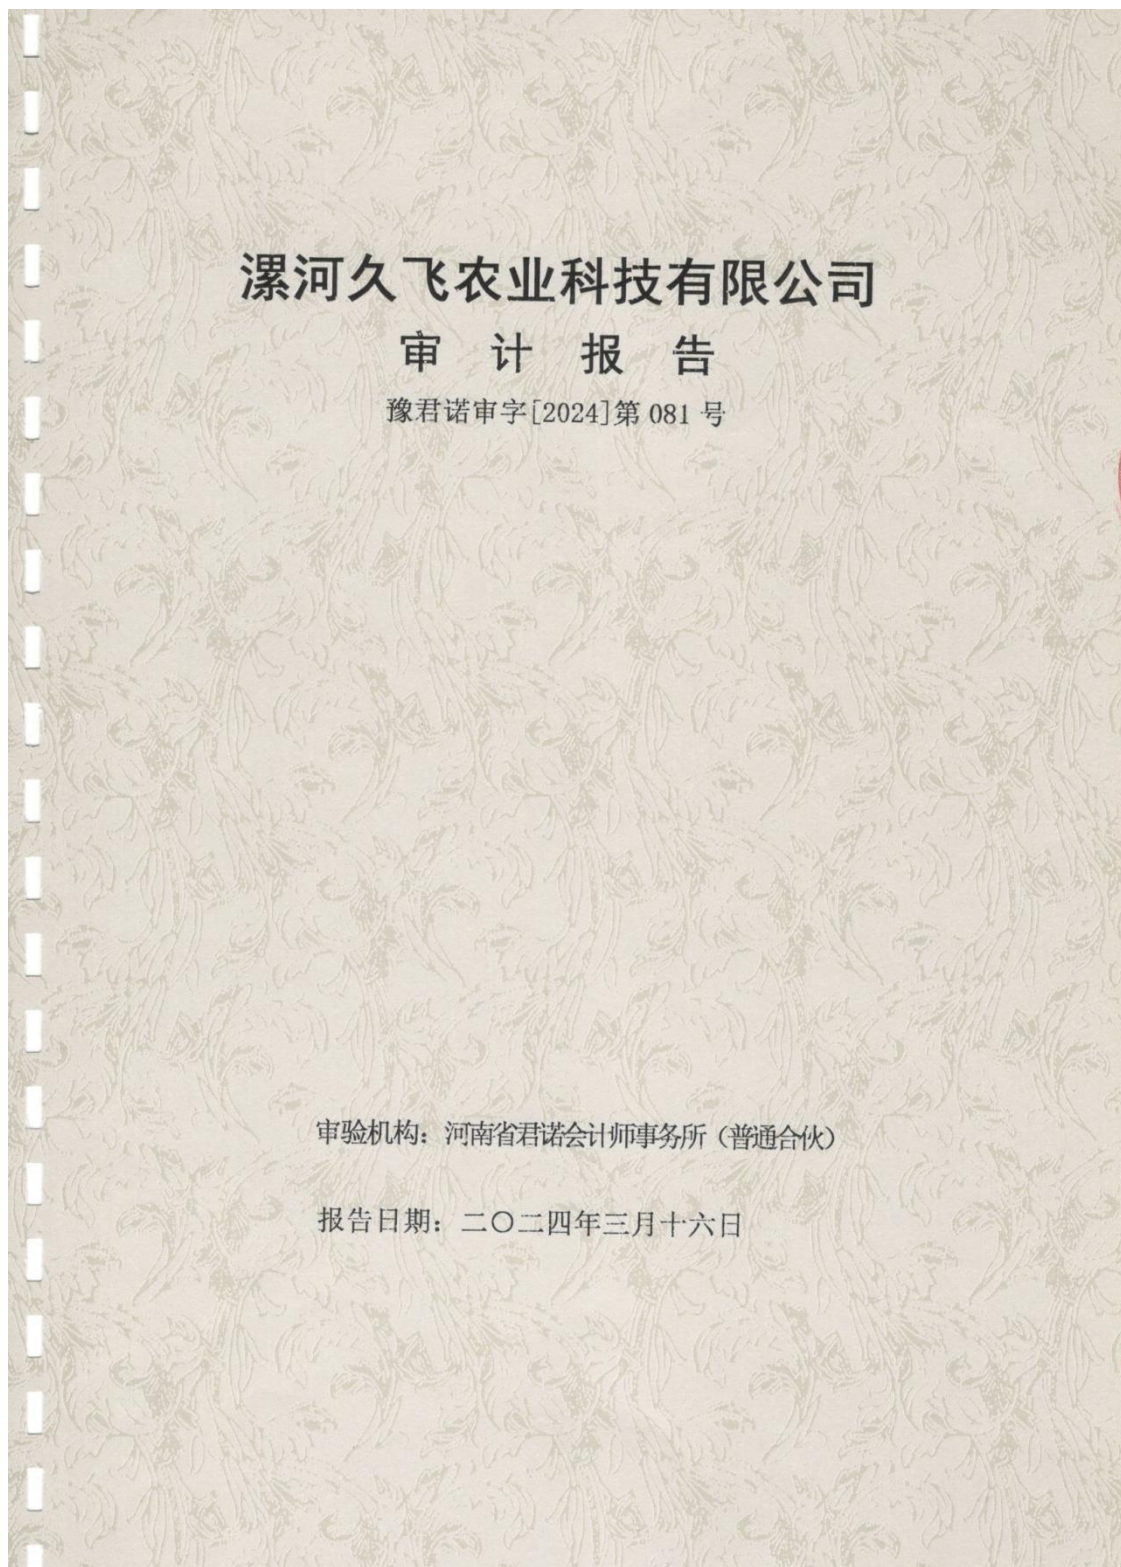 漯河久飞农业科技有限公司
审 计 报 告
豫君诺审字[2024]第 081 号
审验机构：河南省君诺会计师事务所（普通合伙）
报告日期：二〇二四年三月十六日